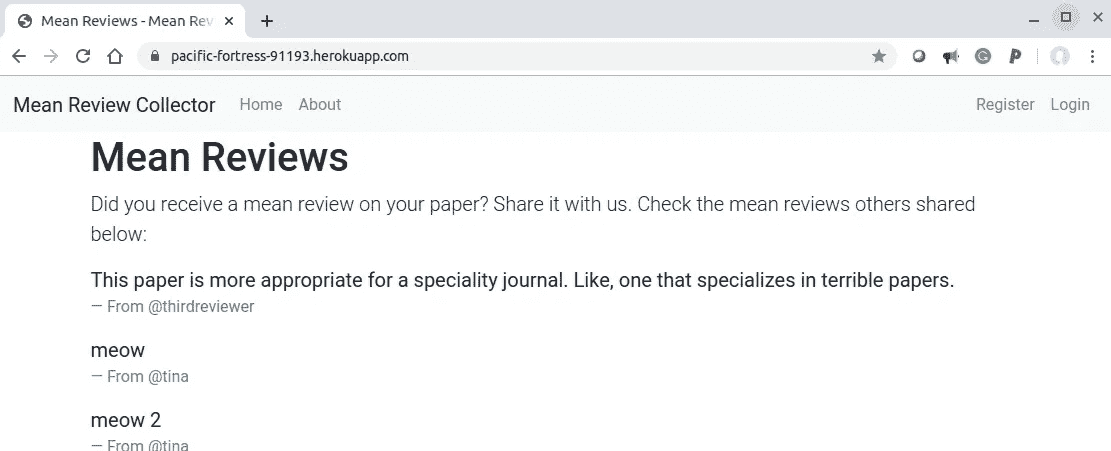 Mean Reviews - Mean Rev
pacific-fortress-91193.herokuapp.com
Mean Review Collector Home About Register Login
Mean Reviews
Did you receive a mean review on your paper? Share it with us. Check the mean reviews others shared
below:
This paper is more appropriate for a speciality journal. Like, one that specializes in terrible papers.
— From @thirdreviewer
meow
— From @tina
meow 2
— From @tina